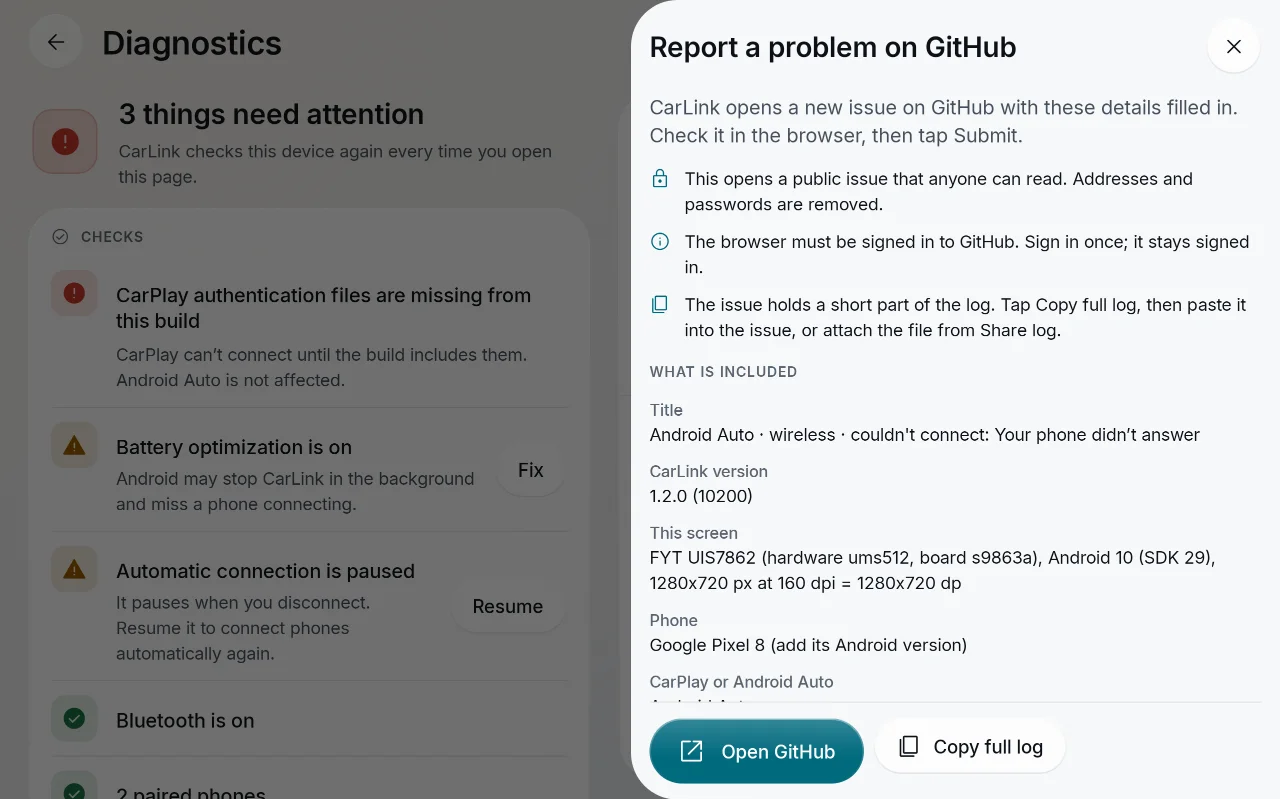 Diagnostics
3 things need attention
CarLink checks this device again every time you open
this page.
CHECKS
CarPlay authentication files are missing from
this build
CarPlay can’t connect until the build includes them.
Android Auto is not affected.
Battery optimization is on
Android may stop CarLink in the background
and miss a phone connecting.
Fix
Automatic connection is paused
It pauses when you disconnect.
Resume it to connect phones
automatically again.
Resume
Bluetooth is on
2 paired phones
Report a problem on GitHub
CarLink opens a new issue on GitHub with these details filled in.
Check it in the browser, then tap Submit.
This opens a public issue that anyone can read. Addresses and
passwords are removed.
The browser must be signed in to GitHub. Sign in once; it stays signed
in.
The issue holds a short part of the log. Tap Copy full log, then paste it
into the issue, or attach the file from Share log.
WHAT IS INCLUDED
Title
Android Auto · wireless · couldn't connect: Your phone didn’t answer
CarLink version
1.2.0 (10200)
This screen
FYT UIS7862 (hardware ums512, board s9863a), Android 10 (SDK 29),
1280x720 px at 160 dpi = 1280x720 dp
Phone
Google Pixel 8 (add its Android version)
CarPlay or Android Auto
Open GitHub
Copy full log